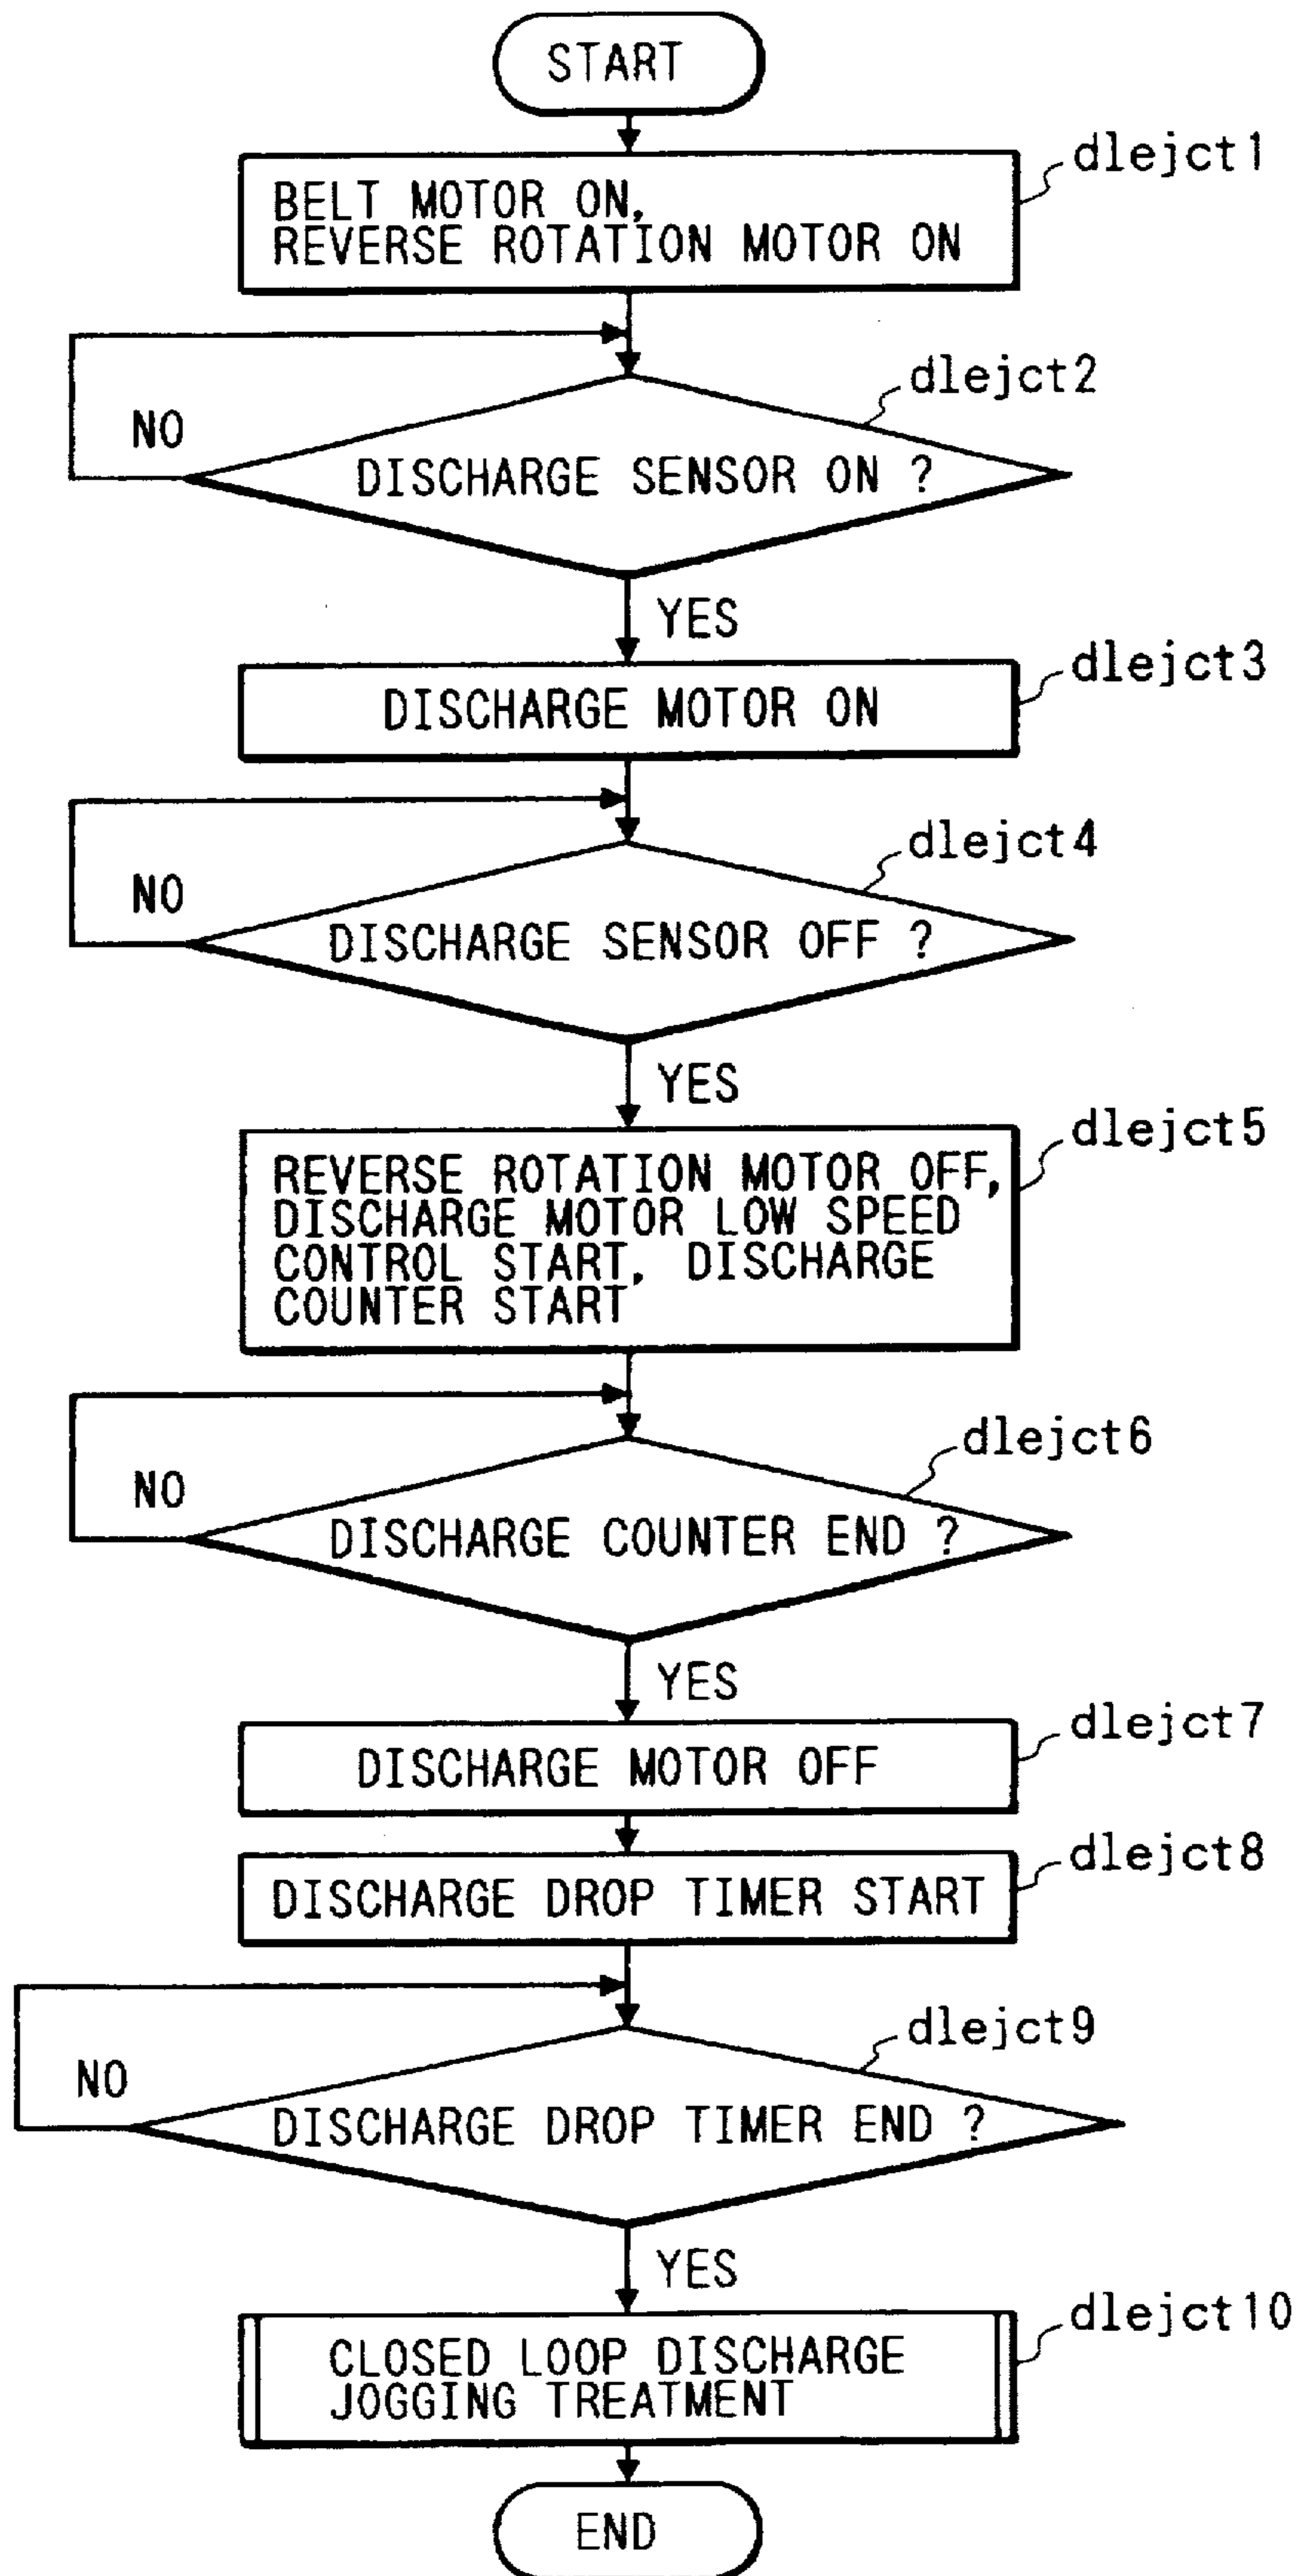 START
dlejct1
BELT MOTOR ON,
REVERSE ROTATION MOTOR ON
dlejct2
NO
DISCHARGE SENSOR ON ?
YES
dlejct3
DISCHARGE MOTOR ON
dlejct4
NO
DISCHARGE SENSOR OFF ?
YES
dlejct5
REVERSE ROTATION MOTOR OFF,
DISCHARGE MOTOR LOW SPEED
CONTROL START, DISCHARGE
COUNTER START
dlejct6
NO
DISCHARGE COUNTER END ?
YES
dlejct7
DISCHARGE MOTOR OFF
dlejct8
DISCHARGE DROP TIMER START
dlejct9
NO
DISCHARGE DROP TIMER END ?
YES
dlejct10
CLOSED LOOP DISCHARGE
JOGGING TREATMENT
END